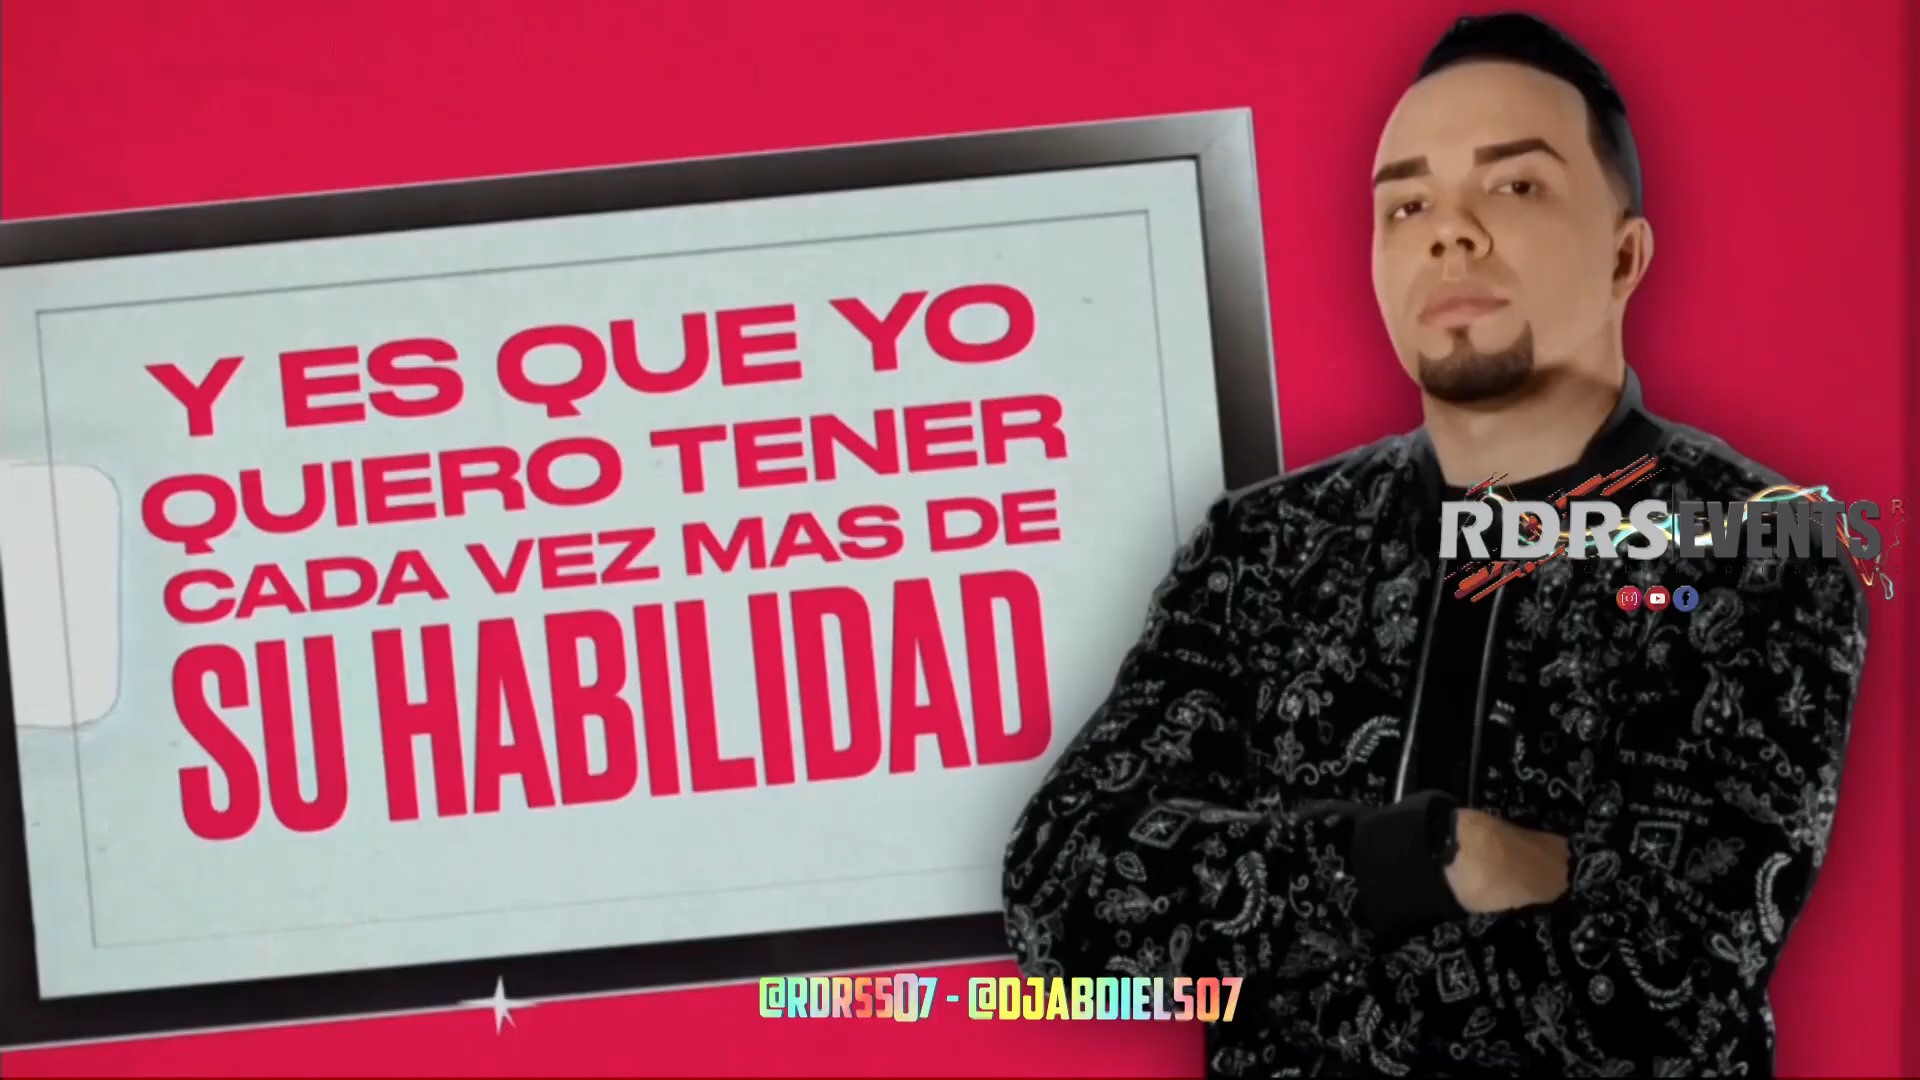 Y ES QUE YO
QUIERO TENER
CADA VEZ MAS DE
SU HABILIDAD
RDRS EVENTS
@RDRS507 - @DJABDIEL507